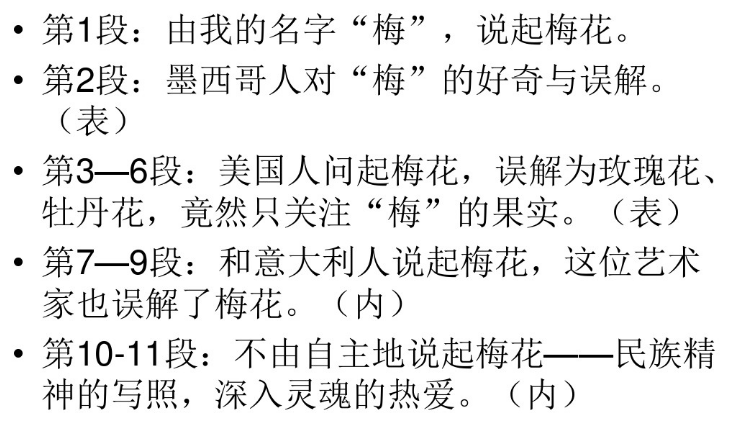 • 第1段：由我的名字“梅”，说起梅花。
• 第2段：墨西哥人对“梅”的好奇与误解。
（表）
• 第3—6段：美国人问起梅花，误解为玫瑰花、
牡丹花，竟然只关注“梅”的果实。（表）
• 第7—9段：和意大利人说起梅花，这位艺术
家也误解了梅花。（内）
• 第10-11段：不由自主地说起梅花——民族精
神的写照，深入灵魂的热爱。（内）